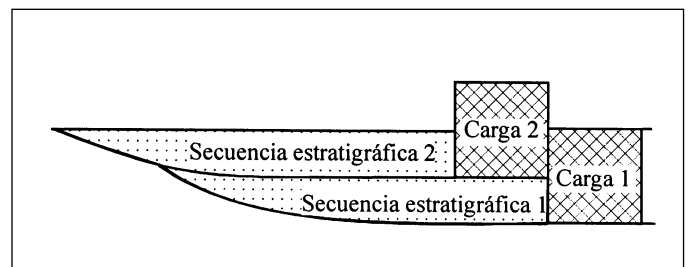 Carga 2
Secuencia estratigráfica 2
Carga 1
Secuencia estratigráfica 1